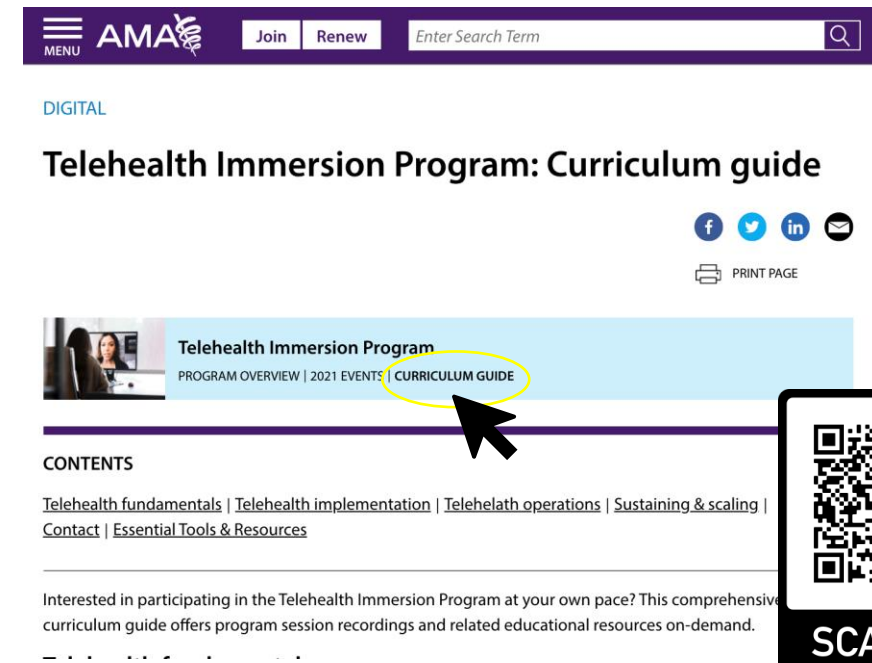 MENU AMA Join Renew Enter Search Term
DIGITAL
Telehealth Immersion Program: Curriculum guide
PRINT PAGE
Telehealth Immersion Program
PROGRAM OVERVIEW | 2021 EVENTS | CURRICULUM GUIDE
CONTENTS
Telehealth fundamentals | Telehealth implementation | Telehelath operations | Sustaining & scaling |
Contact | Essential Tools & Resources
Interested in participating in the Telehealth Immersion Program at your own pace? This comprehensive
curriculum guide offers program session recordings and related educational resources on-demand.